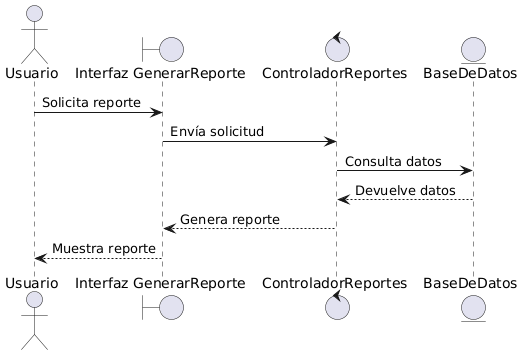 Usuario
Interfaz GenerarReporte
ControladorReportes
BaseDeDatos
Solicita reporte
Envía solicitud
Consulta datos
Devuelve datos
Genera reporte
Muestra reporte
Usuario
Interfaz GenerarReporte
ControladorReportes
BaseDeDatos